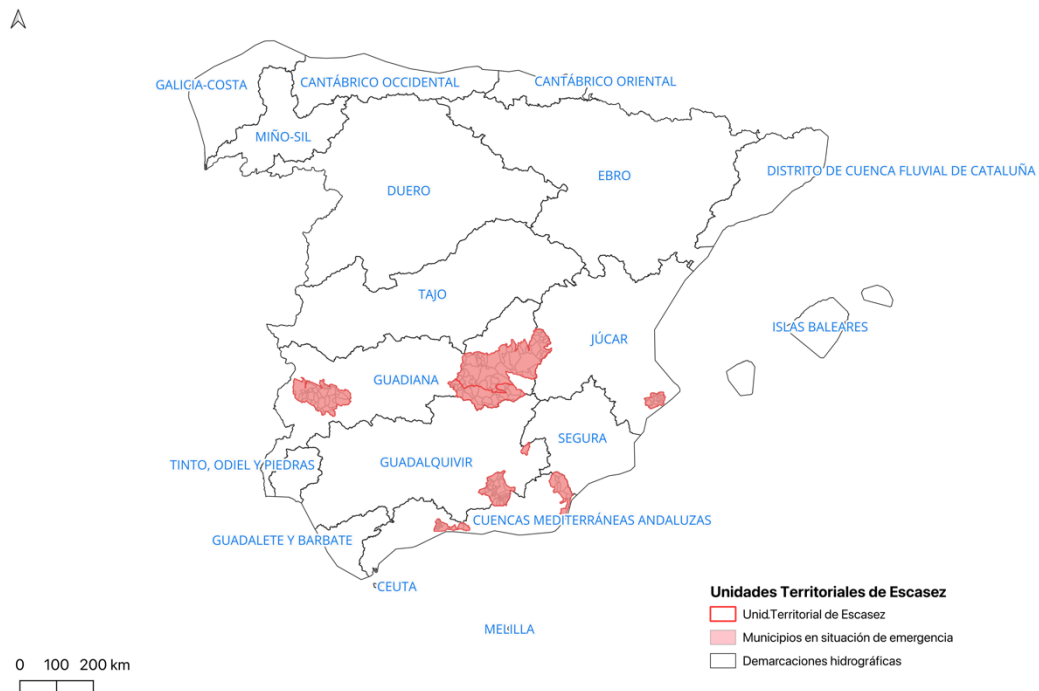 GALICIA-COSTA
CANTÁBRICO OCCIDENTAL
CANTÁBRICO ORIENTAL
MIÑO-SIL
DISTRITO DE CUENCA FLUVIAL DE CATALUÑA
EBRO
DUERO
TAJO
ISLAS BALEARES
JÚCAR
GUADIANA
SEGURA
GUADALQUIVIR
TINTO, ODIEL Y PIEDRAS
CUENCAS MEDITERRÁNEAS ANDALUZAS
GUADALETE Y BARBATE
CEUTA
MELILLA
Unidades Territoriales de Escasez
Unid.Territorial de Escasez
Municipios en situación de emergencia
Demarcaciones hidrográficas
0 100 200 km